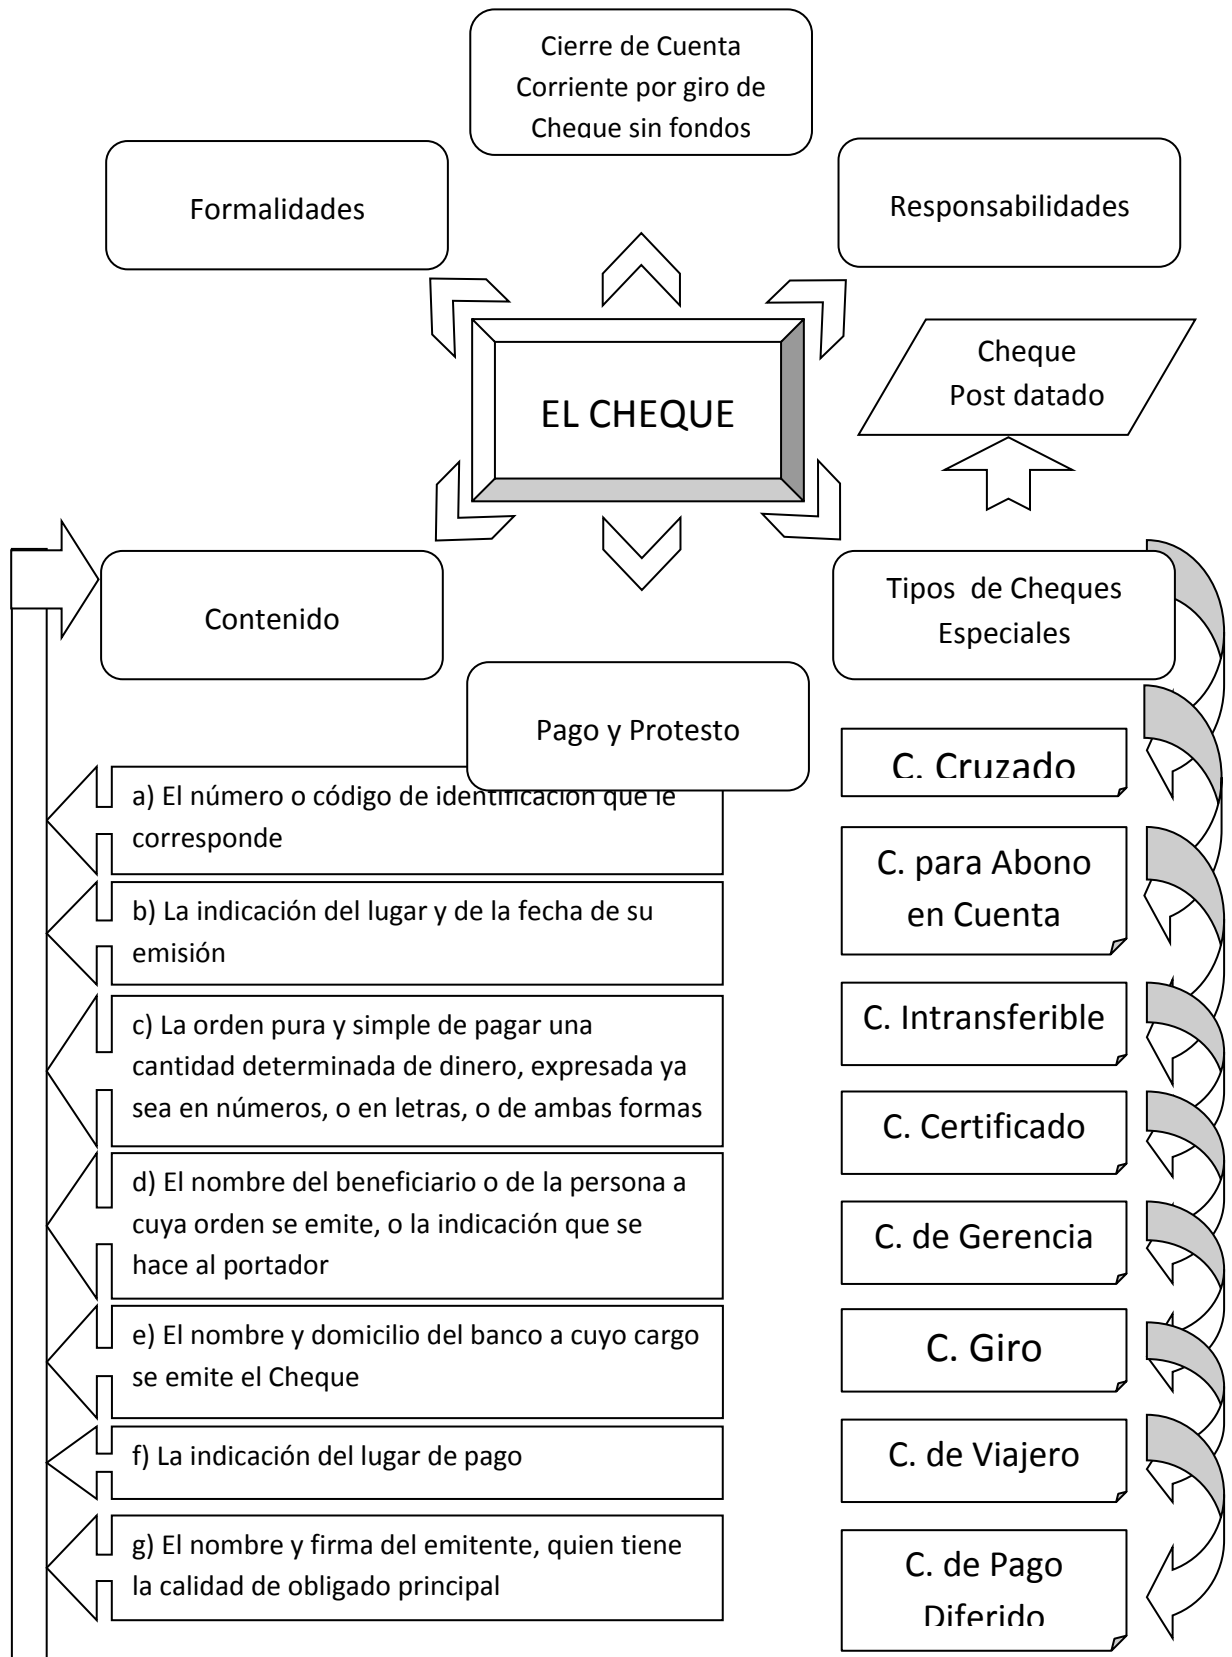 Cierre de Cuenta
Corriente por giro de
Cheque sin fondos
Formalidades
Responsabilidades
EL CHEQUE
Cheque
Post datado
Contenido
Tipos de Cheques
Especiales
Pago y Protesto
a) El número o código de identificación que le
corresponde
b) La indicación del lugar y de la fecha de su
emisión
c) La orden pura y simple de pagar una
cantidad determinada de dinero, expresada ya
sea en números, o en letras, o de ambas formas
d) El nombre del beneficiario o de la persona a
cuya orden se emite, o la indicación que se
hace al portador
e) El nombre y domicilio del banco a cuyo cargo
se emite el Cheque
f) La indicación del lugar de pago
g) El nombre y firma del emitente, quien tiene
la calidad de obligado principal
C. Cruzado
C. para Abono
en Cuenta
C. Intransferible
C. Certificado
C. de Gerencia
C. Giro
C. de Viajero
C. de Pago
Diferido